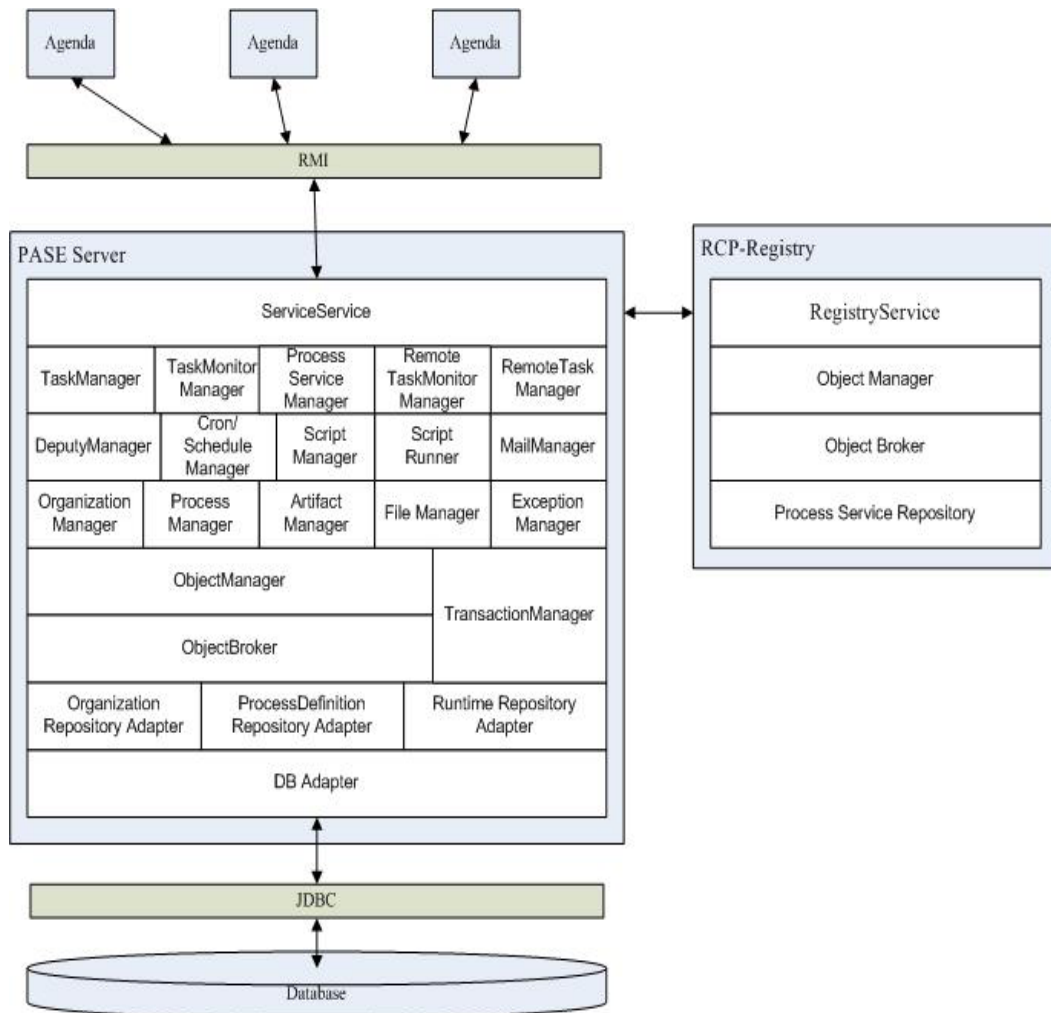 Agenda
Agenda
Agenda
RMI
PASE Server
ServiceService
TaskManager
TaskMonitor
Manager
Process
Service
Manager
Remote
TaskMonitor
Manager
RemoteTask
Manager
DeputyManager
Cron/
Schedule
Manager
Script
Manager
Script
Runner
MailManager
Organization
Manager
Process
Manager
Artifact
Manager
File Manager
Exception
Manager
ObjectManager
TransactionManager
ObjectBroker
Organization
Repository Adapter
ProcessDefinition
Repository Adapter
Runtime Repository
Adapter
DB Adapter
JDBC
Database
RCP-Registry
RegistryService
Object Manager
Object Broker
Process Service Repository